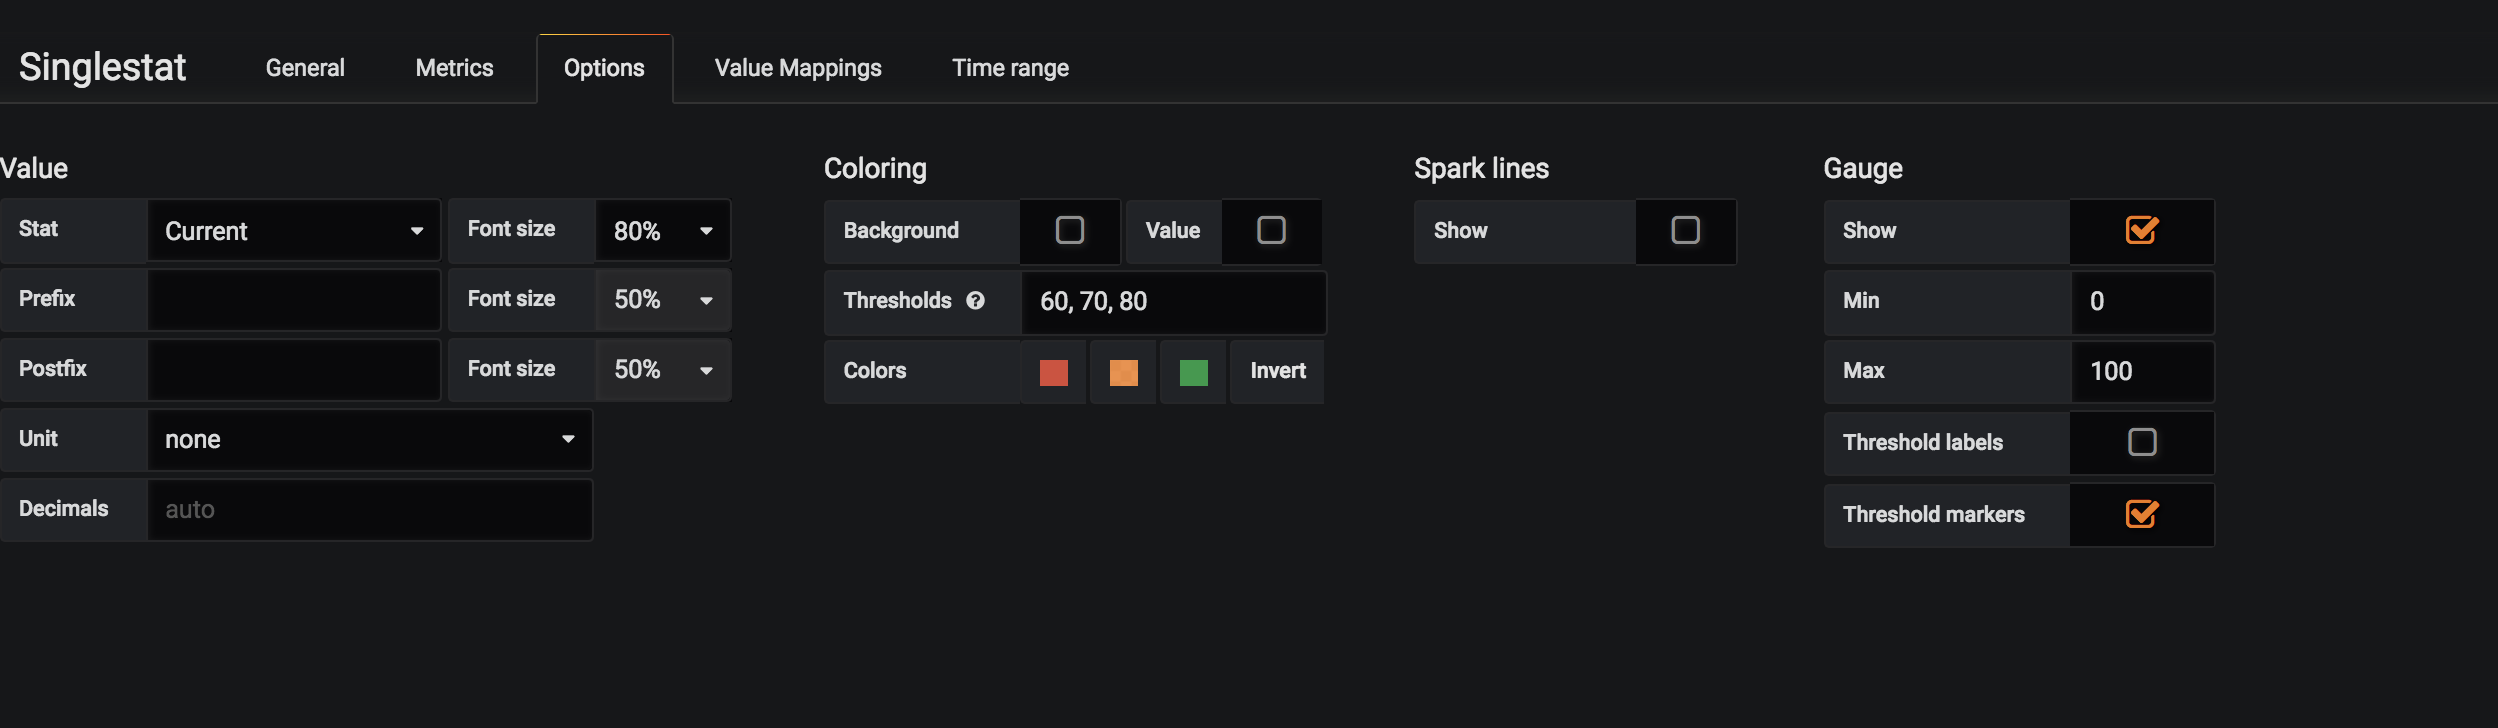 Singlestat General Metrics Options Value Mappings Time range
Value
Stat Current Font size 80%
Prefix Font size 50%
Postfix Font size 50%
Unit none
Decimals auto
Coloring
Background Value
Thresholds 60, 70, 80
Colors Invert
Spark lines
Show
Gauge
Show
Min 0
Max 100
Threshold labels
Threshold markers